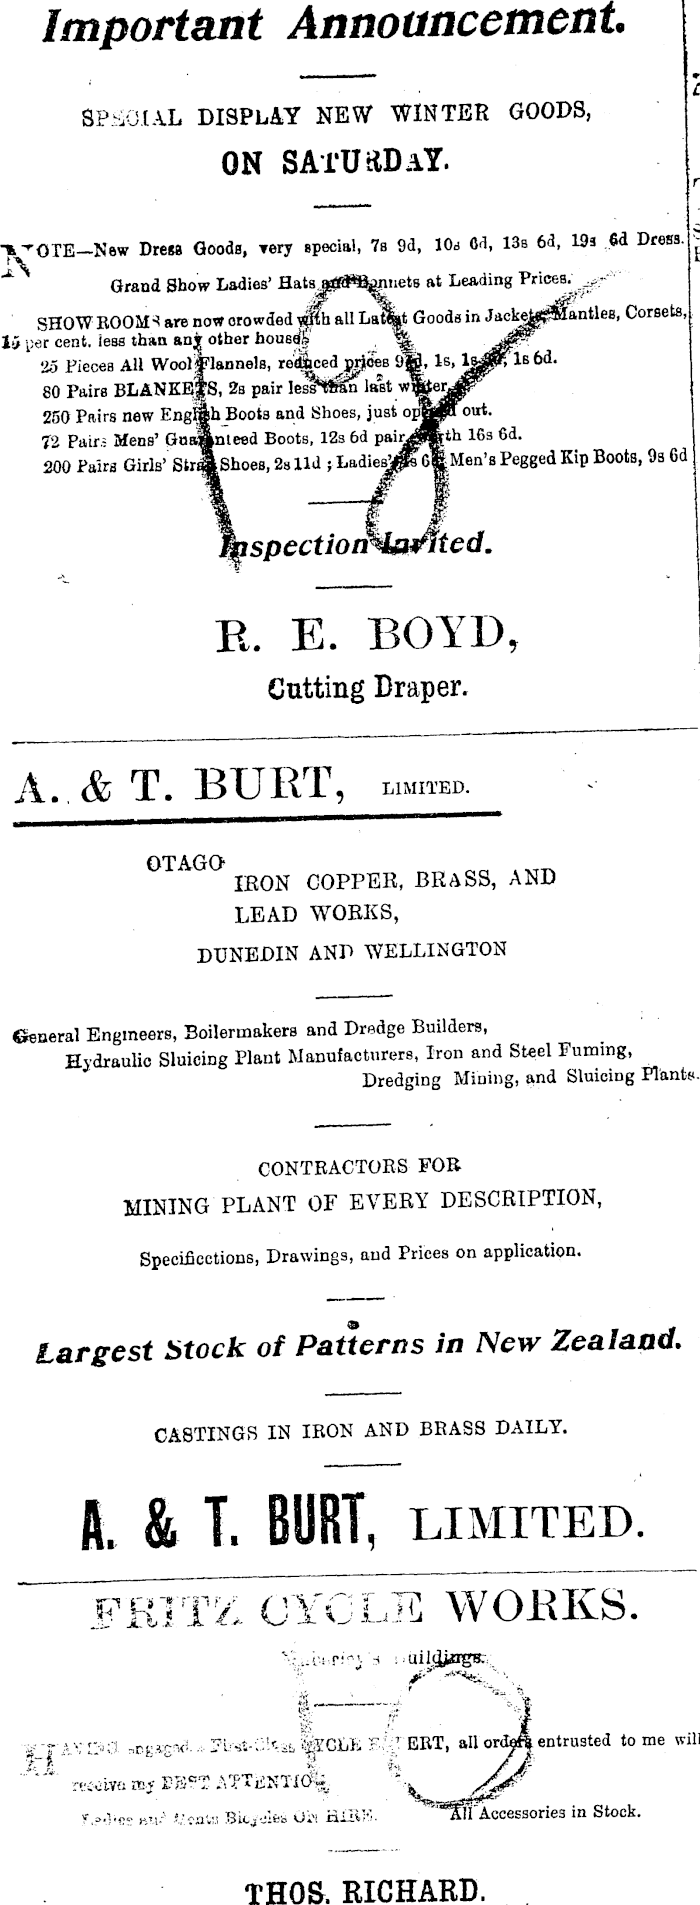 Important Announcement.
SPECIAL DISPLAY NEW WINTER GOODS,
ON SATURDAY.
NOTE—New Dress Goods, very special, 7s 9d, 10s 6d, 13s 6d, 19s 6d Dress.
Grand Show Ladies' Hats and Bonnets at Leading Prices.
SHOW ROOMS are now crowded with all Latest Goods in Jackets, Mantles, Corsets,
15 per cent. less than any other house.
25 Pieces All Wool Flannels, reduced prices 9½d, 1s, 1s 1s 6d.
80 Pairs BLANKETS, 2s pair less than last winter.
250 Pairs new English Boots and Shoes, just opened out.
72 Pairs Mens' Guaranteed Boots, 12s 6d pair, worth 16s 6d.
200 Pairs Girls' Strap Shoes, 2s 11d ; Ladies' Men's Pegged Kip Boots, 9s 6d
Inspection Invited.
R. E. BOYD,
Cutting Draper.
A. & T. BURT, LIMITED.
OTAGO
IRON COPPER, BRASS, AND
LEAD WORKS,
DUNEDIN AND WELLINGTON
General Engineers, Boilermakers and Dredge Builders,
Hydraulic Sluicing Plant Manufacturers, Iron and Steel Fuming,
Dredging Mining, and Sluicing Plants.
CONTRACTORS FOR
MINING PLANT OF EVERY DESCRIPTION,
Specificctions, Drawings, and Prices on application.
Largest Stock of Patterns in New Zealand.
CASTINGS IN IRON AND BRASS DAILY.
A. & T. BURT, LIMITED.
FRITZ CYCLE WORKS.
Buildings.
HAVING engaged a First-Class CYCLE EXPERT, all orders entrusted to me will
receive my BEST ATTENTION.
Ladies and Gents Bicycles ON HIRE. All Accessories in Stock.
THOS. RICHARD.